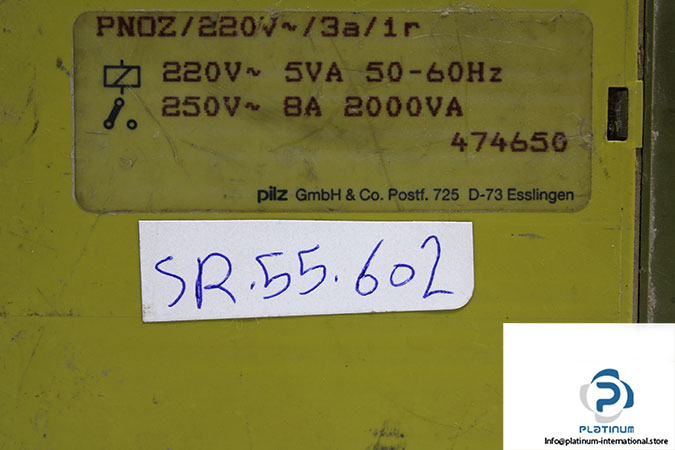 PNOZ/220V~/3a/1r
220V~ 5VA 50-60Hz
250V~ 8A 2000VA
474650
pilz GmbH & Co. Postf. 725 D-73 Esslingen
SR.55.602
PLATINUM
Info@platinum-international.store